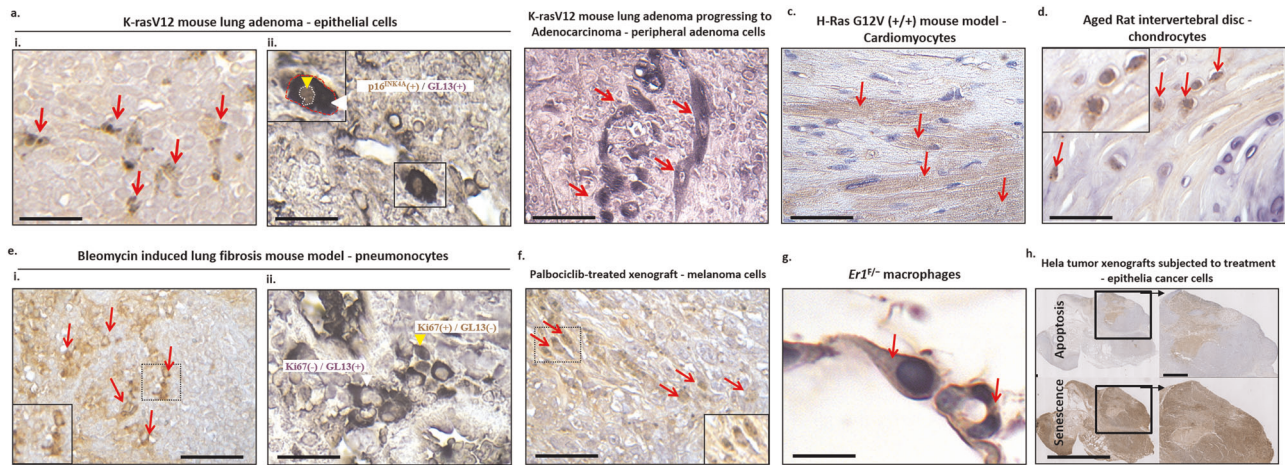 a.
K-rasV12 mouse lung adenoma - epithelial cells
i.
ii.
p16INK4A(+) / GL13(+)
K-rasV12 mouse lung adenoma progressing to
Adenocarcinoma - peripheral adenoma cells
c.
H-Ras G12V (+/+) mouse model -
Cardiomyocytes
d.
Aged Rat intervertebral disc -
chondrocytes
e.
Bleomycin induced lung fibrosis mouse model - pneumonocytes
i.
ii.
Ki67(+) / GL13(-)
Ki67(-) / GL13(+)
f.
Palbociclib-treated xenograft - melanoma cells
g.
Er1F/− macrophages
h.
Hela tumor xenografts subjected to treatment
- epithelia cancer cells
Apoptosis
Senescence